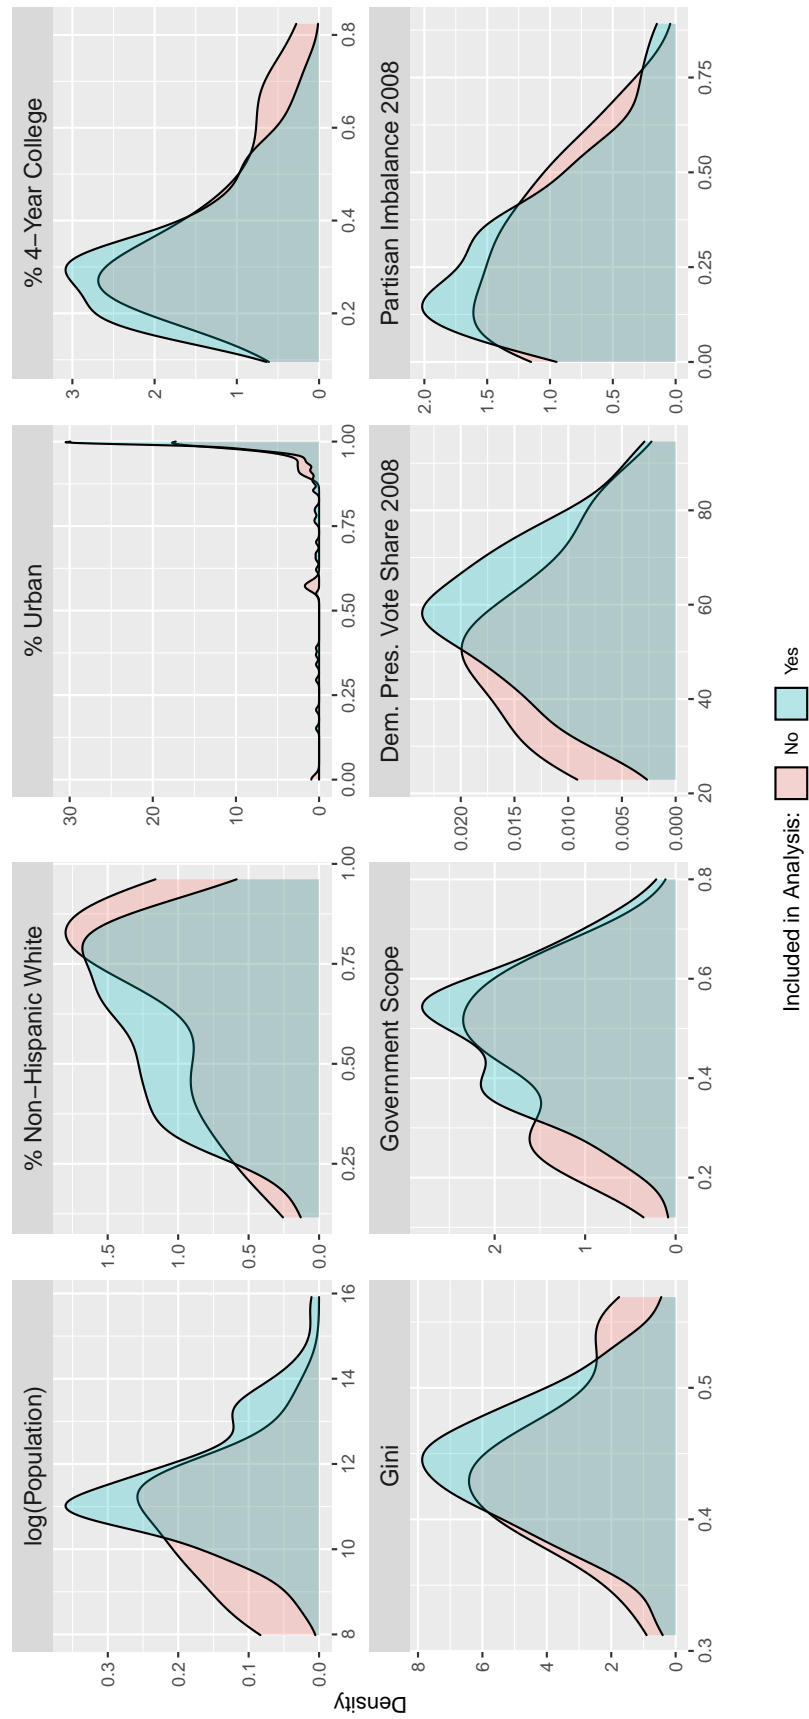 log(Population)
% Non−Hispanic White
% Urban
% 4−Year College
0.3
0.2
0.1
0.0
8 10 12 14 16
1.5
1.0
0.5
0.0
0.25 0.50 0.75 1.00
30
20
10
0
0.00 0.25 0.50 0.75 1.00
3
2
1
0
0.2 0.4 0.6 0.8
Density
Gini
Government Scope
Dem. Pres. Vote Share 2008
Partisan Imbalance 2008
8
6
4
2
0
0.3 0.4 0.5
2
1
0
0.2 0.4 0.6 0.8
0.020
0.015
0.010
0.005
0.000
20 40 60 80
2.0
1.5
1.0
0.5
0.0
0.00 0.25 0.50 0.75
Included in Analysis: No Yes